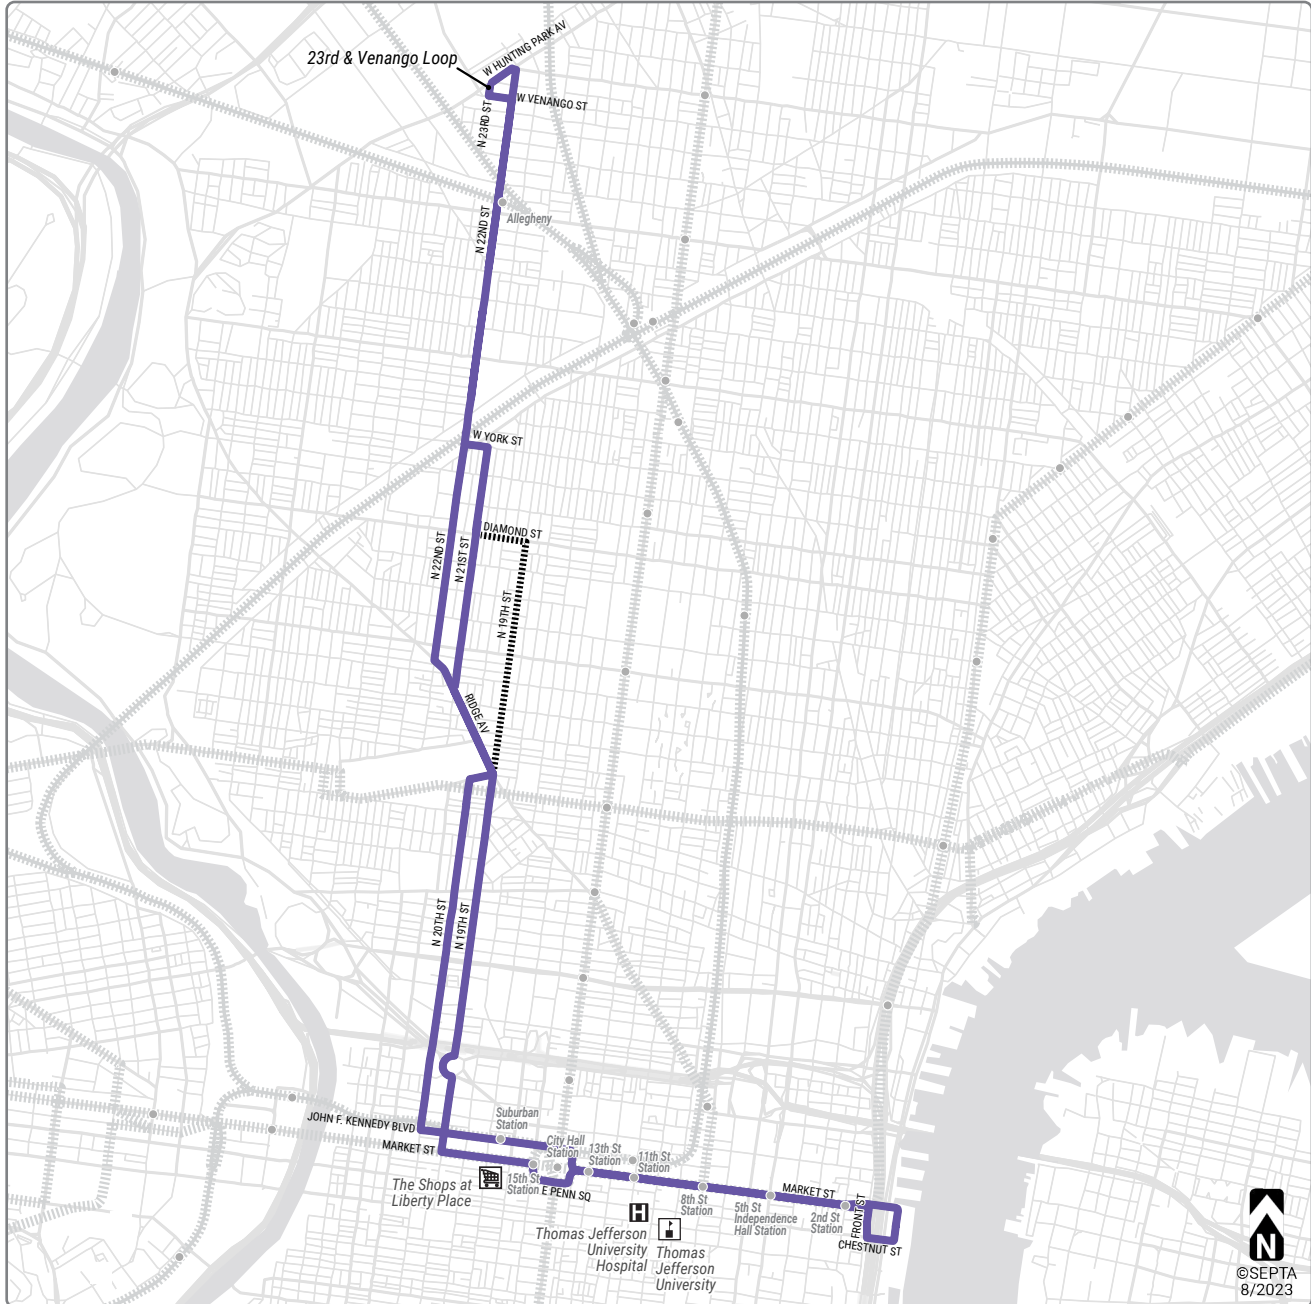 W HUNTING PARK AV
23rd & Venango Loop
W VENANGO ST
N 23RD ST
Allegheny
N 22ND ST
W YORK ST
DIAMOND ST
N 22ND ST
N 21ST ST
N 19TH ST
RIDGE AV
N 20TH ST
N 19TH ST
JOHN F. KENNEDY BLVD
Suburban
Station
MARKET ST
City Hall
Station
13th St
Station
11th St
Station
The Shops at
Liberty Place
15th St
Station
E PENN SQ
8th St
Station
MARKET ST
5th St
Independence
Hall Station
2nd St
Station
FRONT ST
CHESTNUT ST
H
Thomas Jefferson
University
Hospital
Thomas
Jefferson
University
N
©SEPTA
8/2023